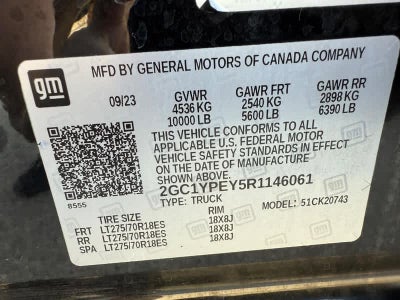 MFD BY GENERAL MOTORS OF CANADA COMPANY
gm
09/23 GVWR GAWR FRT GAWR RR
4536 KG 2540 KG 2898 KG
10000 LB 5600 LB 6390 LB
THIS VEHICLE CONFORMS TO ALL
APPLICABLE U.S. FEDERAL MOTOR
VEHICLE SAFETY STANDARDS IN EFFECT
ON THE DATE OF MANUFACTURE SHOWN ABOVE.
2GC1YPEY5R1146061
8555 TYPE: TRUCK MODEL: 51CK20743
TIRE SIZE RIM
FRT LT275/70R18ES 18X8J
RR LT275/70R18ES 18X8J
SPA LT275/70R18ES 18X8J